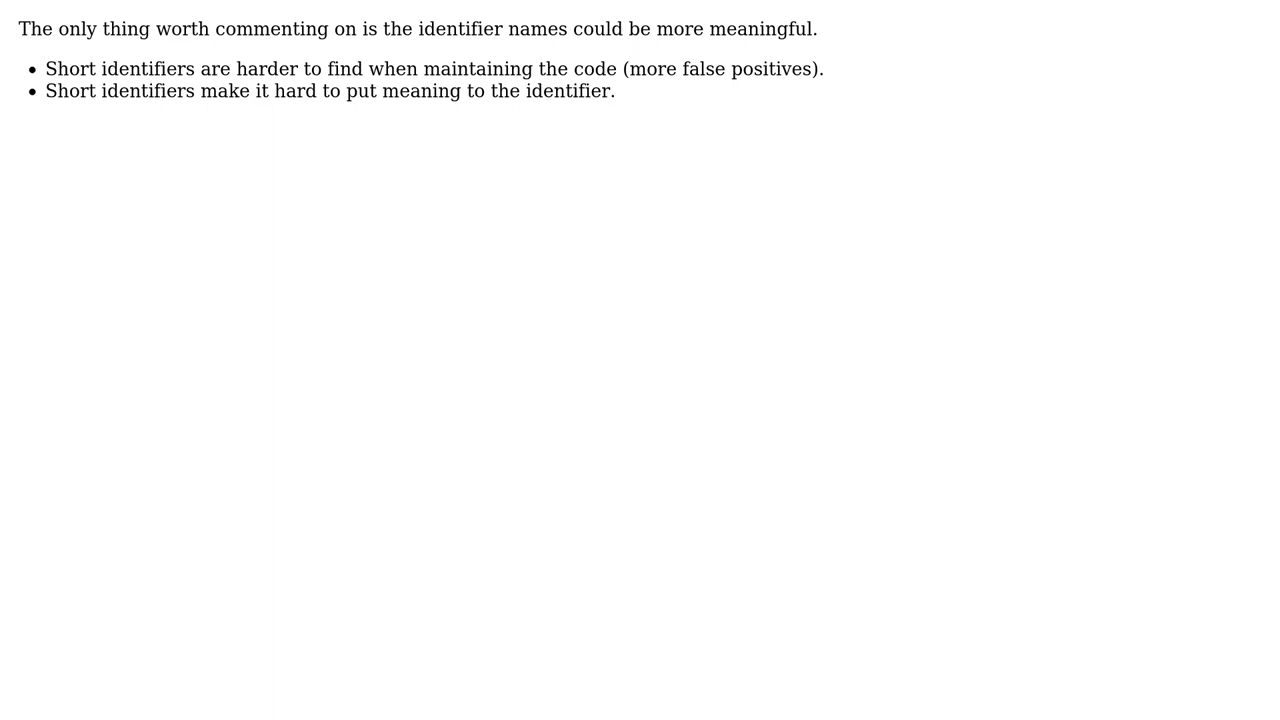 The only thing worth commenting on is the identifier names could be more meaningful.
• Short identifiers are harder to find when maintaining the code (more false positives).
• Short identifiers make it hard to put meaning to the identifier.